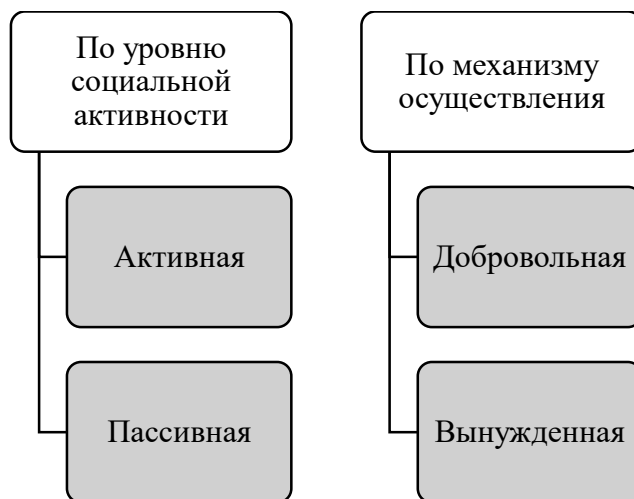 По уровню
социальной
активности
Активная
Пассивная
По механизму
осуществления
Добровольная
Вынужденная